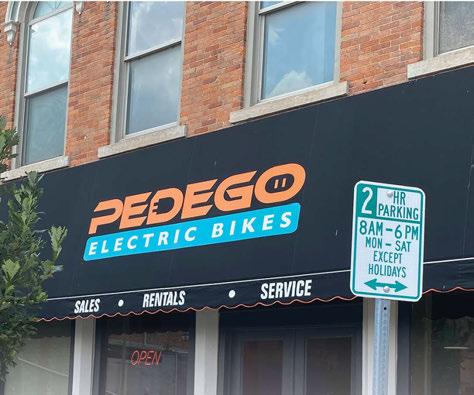 PEDEGO
ELECTRIC BIKES
SALES • RENTALS • SERVICE
OPEN
2 HR PARKING
8AM-6PM
MON-SAT
EXCEPT
HOLIDAYS